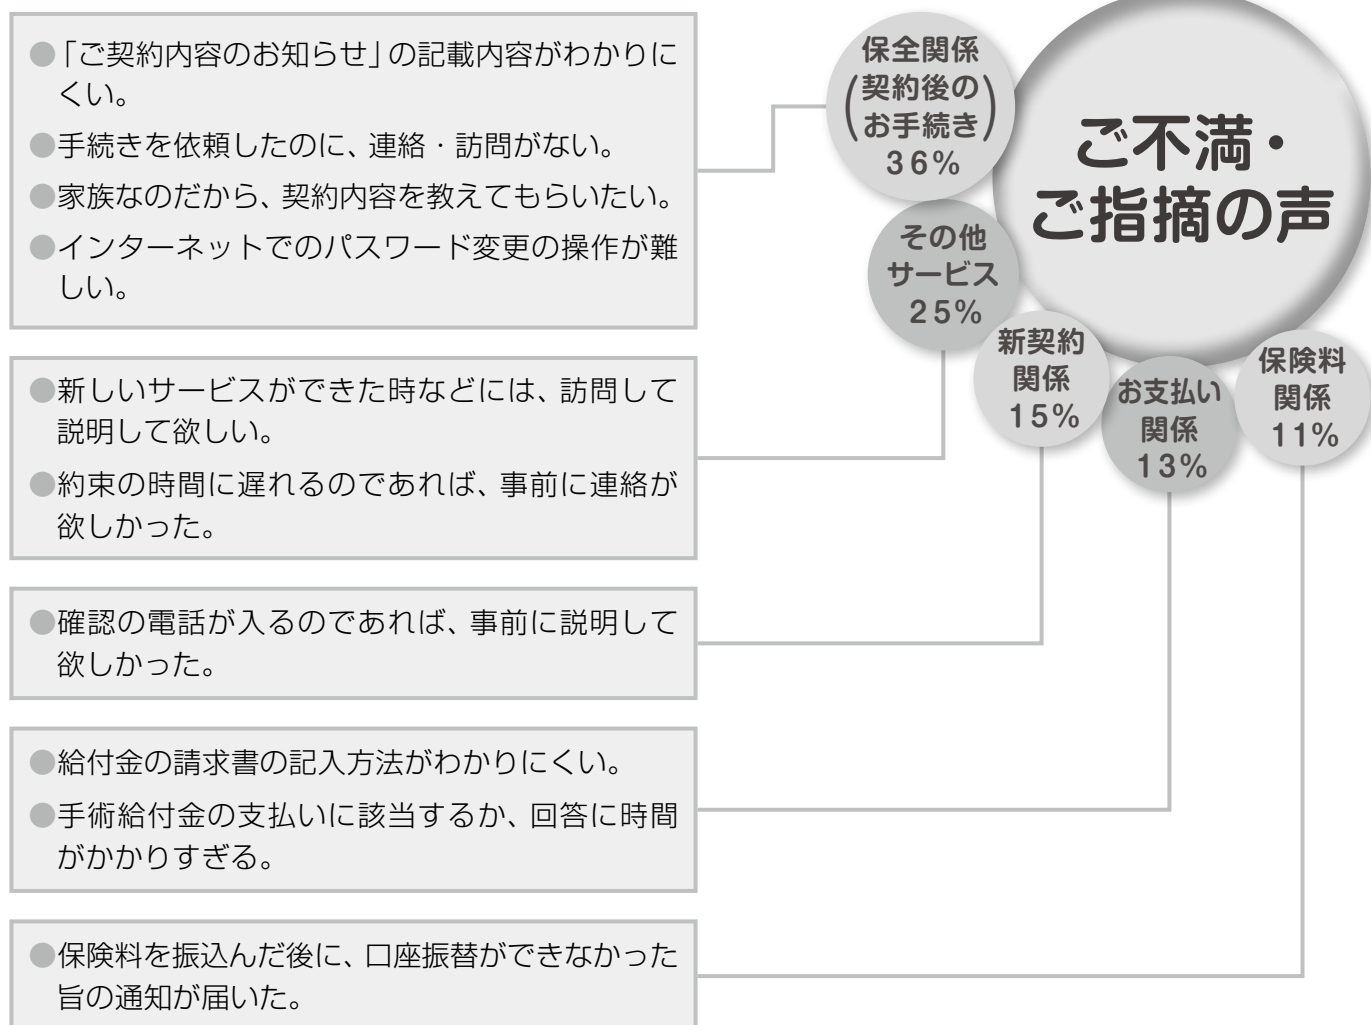 ●「ご契約内容のお知らせ」の記載内容がわかりに
くい。
●手続きを依頼したのに、連絡・訪問がない。
●家族なのだから、契約内容を教えてもらいたい。
●インターネットでのパスワード変更の操作が難
しい。
●新しいサービスができた時などには、訪問して
説明して欲しい。
●約束の時間に遅れるのであれば、事前に連絡が
欲しかった。
●確認の電話が入るのであれば、事前に説明して
欲しかった。
●給付金の請求書の記入方法がわかりにくい。
●手術給付金の支払いに該当するか、回答に時間
がかかりすぎる。
●保険料を振込んだ後に、口座振替ができなかった
旨の通知が届いた。
ご不満・
ご指摘の声
保全関係
(契約後の
お手続き)
36%
その他
サービス
25%
新契約
関係
15%
お支払い
関係
13%
保険料
関係
11%